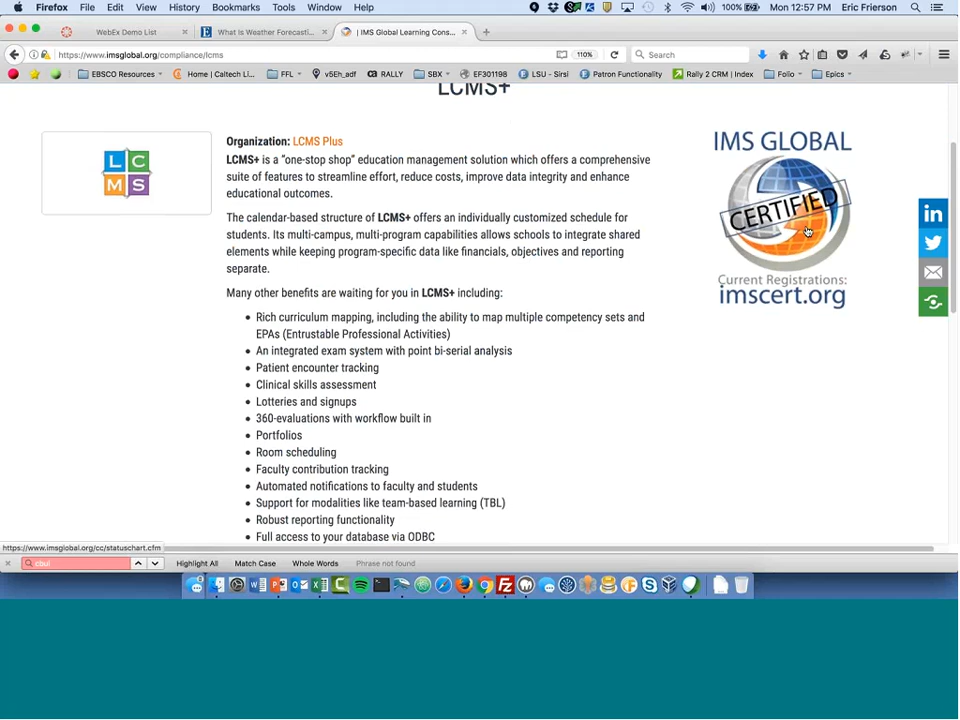 Firefox File Edit View History Bookmarks Tools Window Help 100% Mon 12:57 PM Eric Frierson
WebEx Demo List What Is Weather Forecasti... | IMS Global Learning Cons...
https://www.imsglobal.org/compliance/lcms 110% Search
EBSCO Resources Home | Caltech Li... FFL v5Eh_adf RALLY SBX EF301198 LSU - Sirsi Patron Functionality Rally 2 CRM | Index Folio Epics
LCMS+
L C
M S
Organization: LCMS Plus
LCMS+ is a "one-stop shop" education management solution which offers a comprehensive
suite of features to streamline effort, reduce costs, improve data integrity and enhance
educational outcomes.
The calendar-based structure of LCMS+ offers an individually customized schedule for
students. Its multi-campus, multi-program capabilities allows schools to integrate shared
elements while keeping program-specific data like financials, objectives and reporting
separate.
Many other benefits are waiting for you in LCMS+ including:
Rich curriculum mapping, including the ability to map multiple competency sets and
EPAs (Entrustable Professional Activities)
An integrated exam system with point bi-serial analysis
Patient encounter tracking
Clinical skills assessment
Lotteries and signups
360-evaluations with workflow built in
Portfolios
Room scheduling
Faculty contribution tracking
Automated notifications to faculty and students
Support for modalities like team-based learning (TBL)
Robust reporting functionality
Full access to your database via ODBC
IMS GLOBAL
CERTIFIED
Current Registrations:
imscert.org
in
https://www.imsglobal.org/cc/statuschart.cfm
cbul Highlight All Match Case Whole Words Phrase not found